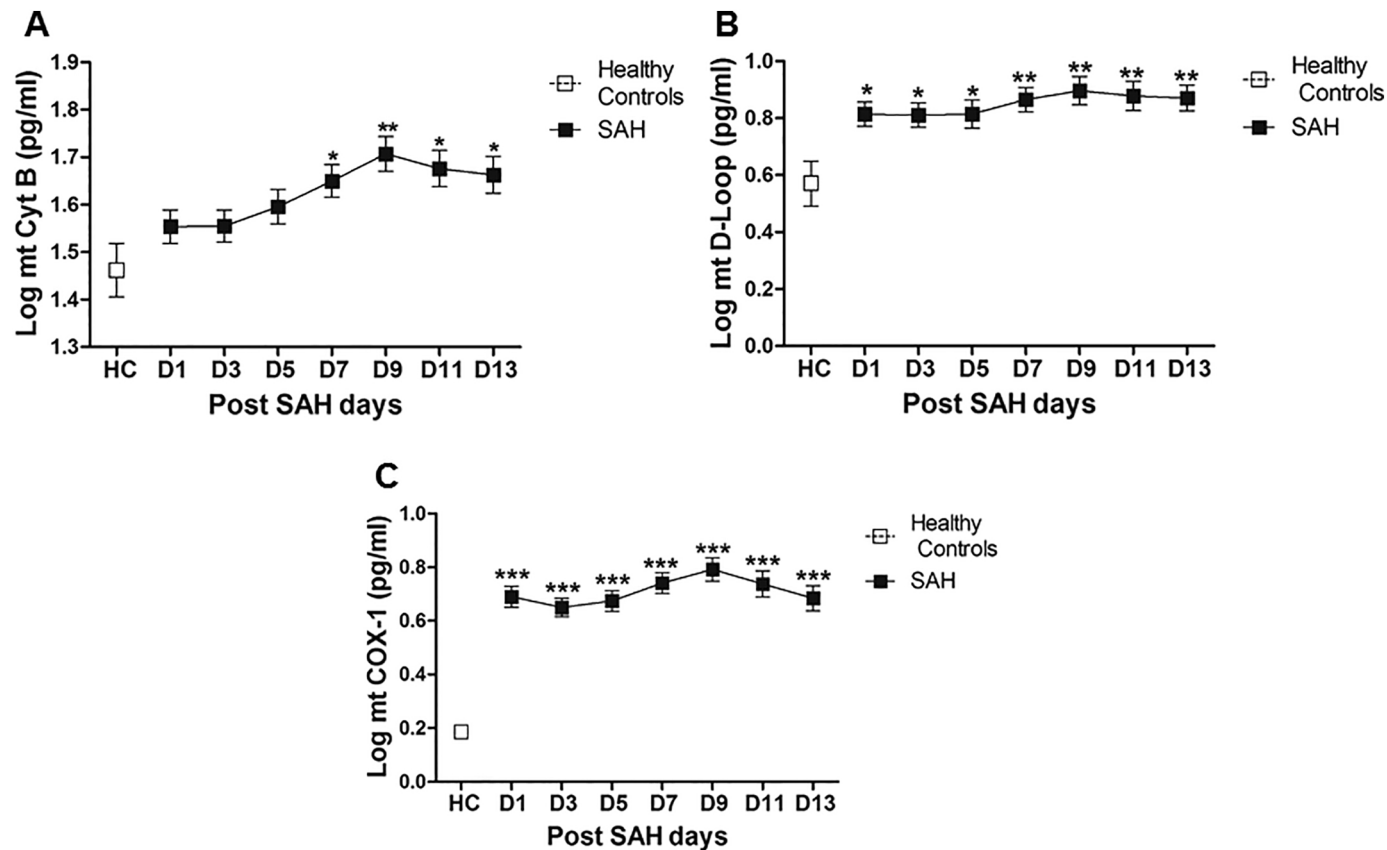 A
Log mt Cyt B (pg/ml)
1.9
1.8
1.7
1.6
1.5
1.4
1.3
* ** * *
HC D1 D3 D5 D7 D9 D11 D13
Post SAH days
Healthy
Controls
SAH
B
Log mt D-Loop (pg/ml)
1.0
0.8
0.6
0.4
0.2
0.0
* * * ** ** ** **
HC D1 D3 D5 D7 D9 D11 D13
Post SAH days
Healthy
Controls
SAH
C
Log mt COX-1 (pg/ml)
1.0
0.8
0.6
0.4
0.2
0.0
*** *** *** *** *** *** ***
HC D1 D3 D5 D7 D9 D11 D13
Post SAH days
Healthy
Controls
SAH